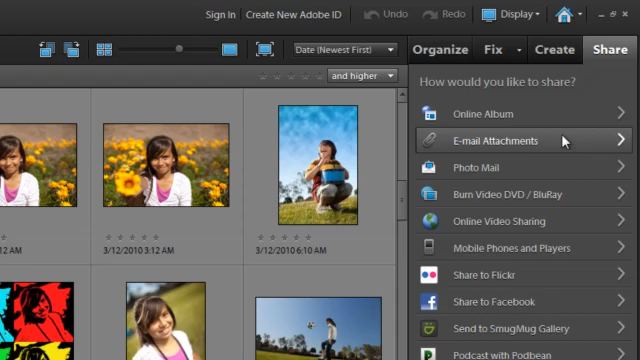 Sign In | Create New Adobe ID Undo Redo Display
Date (Newest First) Organize Fix Create Share
and higher
How would you like to share?
Online Album
E-mail Attachments
Photo Mail
Burn Video DVD / BluRay
Online Video Sharing
Mobile Phones and Players
Share to Flickr
Share to Facebook
Send to SmugMug Gallery
Podcast with Podbean
12 AM 3/12/2010 3:12 AM 3/12/2010 6:10 AM